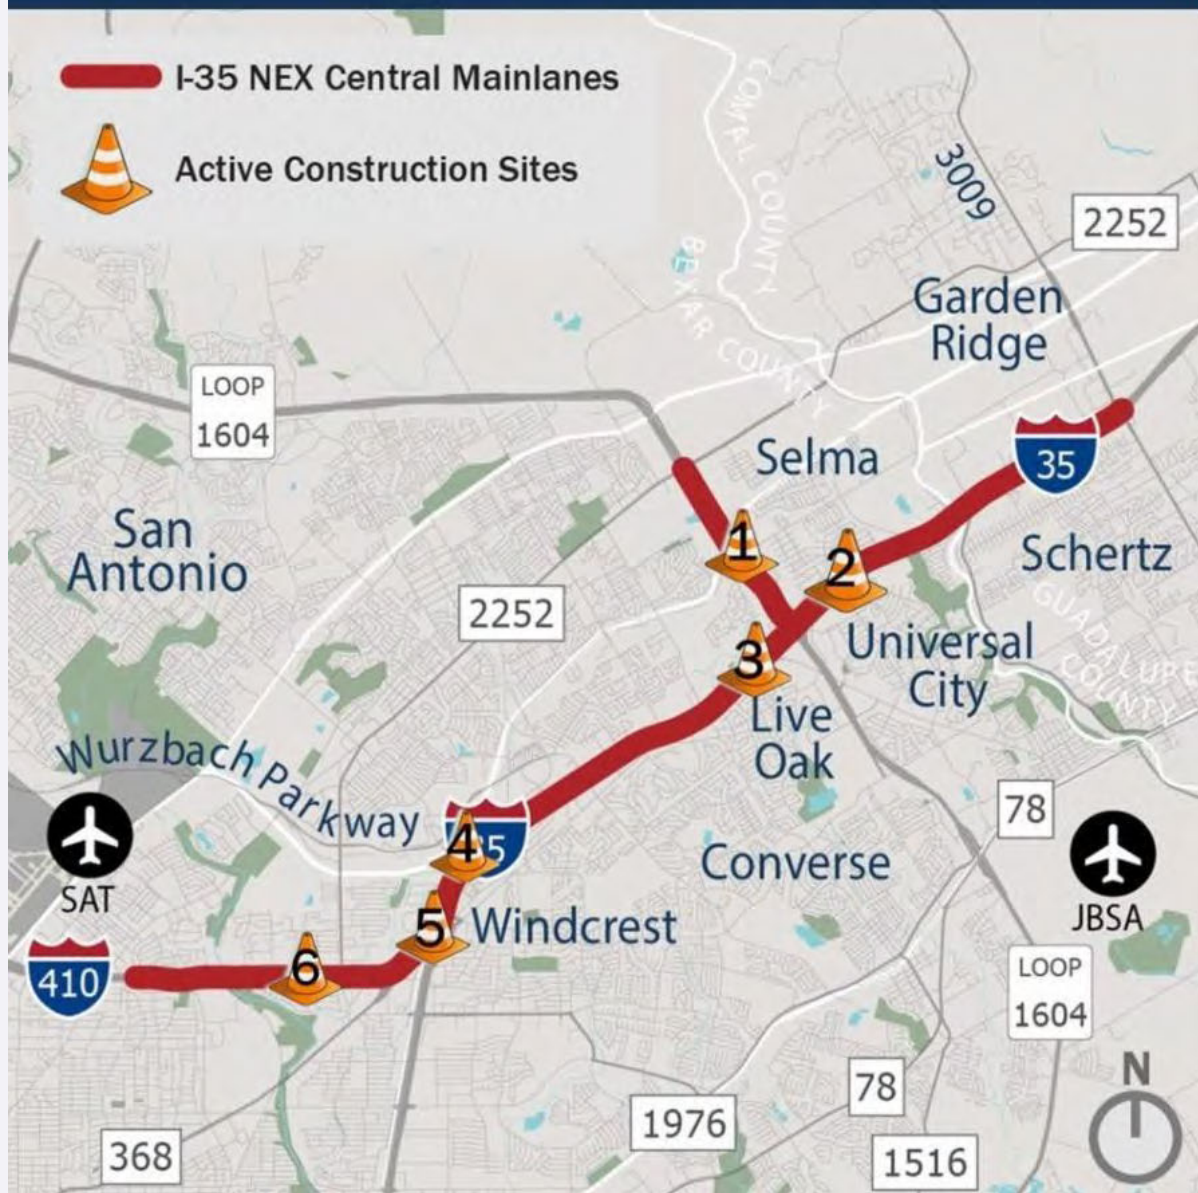 I-35 NEX Central Mainlanes
Active Construction Sites
COMAL COUNTY
3009
2252
BEXAR COUNTY
Garden
Ridge
LOOP
1604
Selma
35
San
Antonio
1
2
Schertz
2252
GUADALUPE
COUNTY
3
Universal
City
Live
Oak
Wurzbach Parkway
78
4
5
SAT
Converse
JBSA
5
Windcrest
6
410
LOOP
1604
N
78
1976
368
1516